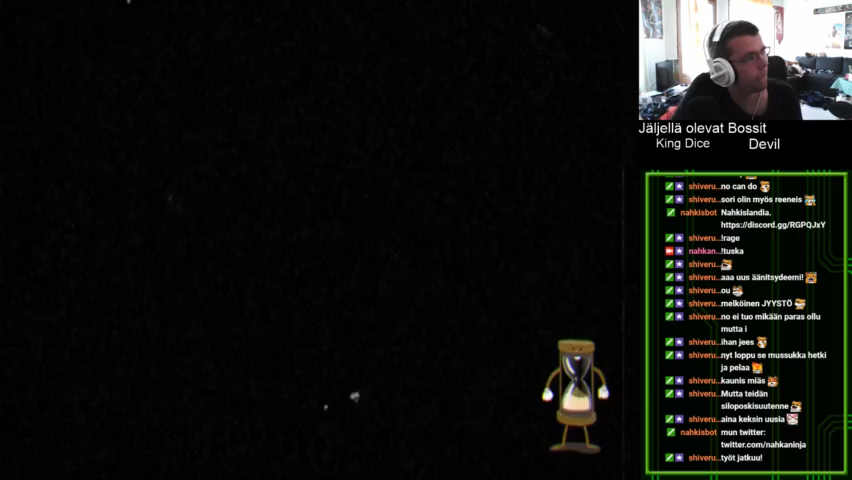 Jäljellä olevat Bossit
King Dice Devil
shiveru... no can do
shiveru... sori olin myös reeneis
nahkisbot Nahkislandia.
https://discord.gg/RGPQJxY
shiveru... !rage
nahkan... !tuska
shiveru...
shiveru... aaa uus äänitsydeemi!
shiveru... ou
shiveru... melköinen JYYSTÖ
shiveru... no ei tuo mikään paras ollu
mutta i
shiveru... ihan jees
shiveru... nyt loppu se mussukka hetki
ja pelaa
shiveru... kaunis miäs
shiveru... Mutta teidän
siloposkisuutenne
shiveru... aina keksin uusia
nahkisbot mun twitter:
twitter.com/nahkaninja
shiveru... työt jatkuu!